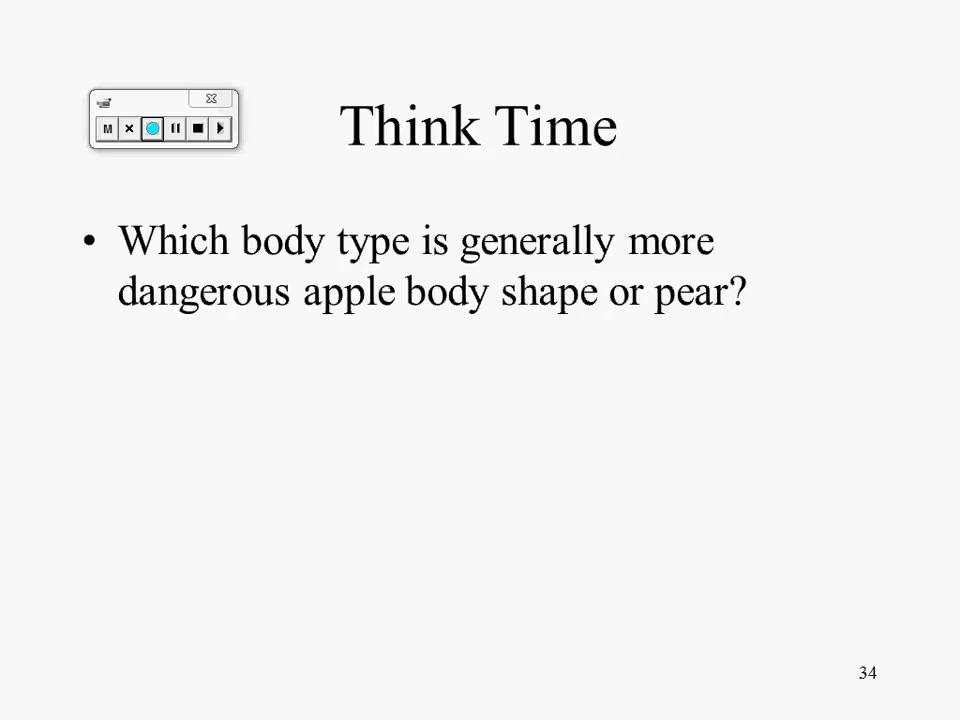 Think Time
M
• Which body type is generally more
dangerous apple body shape or pear?
34